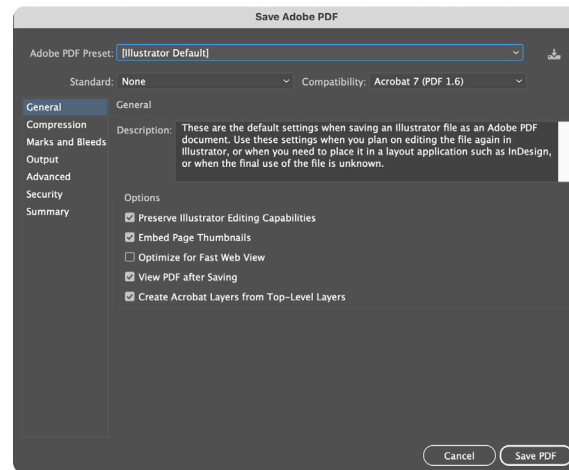 Save Adobe PDF
Adobe PDF Preset: [Illustrator Default]
Standard: None Compatibility: Acrobat 7 (PDF 1.6)
General
Compression
Marks and Bleeds
Output
Advanced
Security
Summary
General
Description: These are the default settings when saving an Illustrator file as an Adobe PDF
document. Use these settings when you plan on editing the file again in
Illustrator, or when you need to place it in a layout application such as InDesign,
or when the final use of the file is unknown.
Options
Preserve Illustrator Editing Capabilities
Embed Page Thumbnails
Optimize for Fast Web View
View PDF after Saving
Create Acrobat Layers from Top-Level Layers
Cancel Save PDF